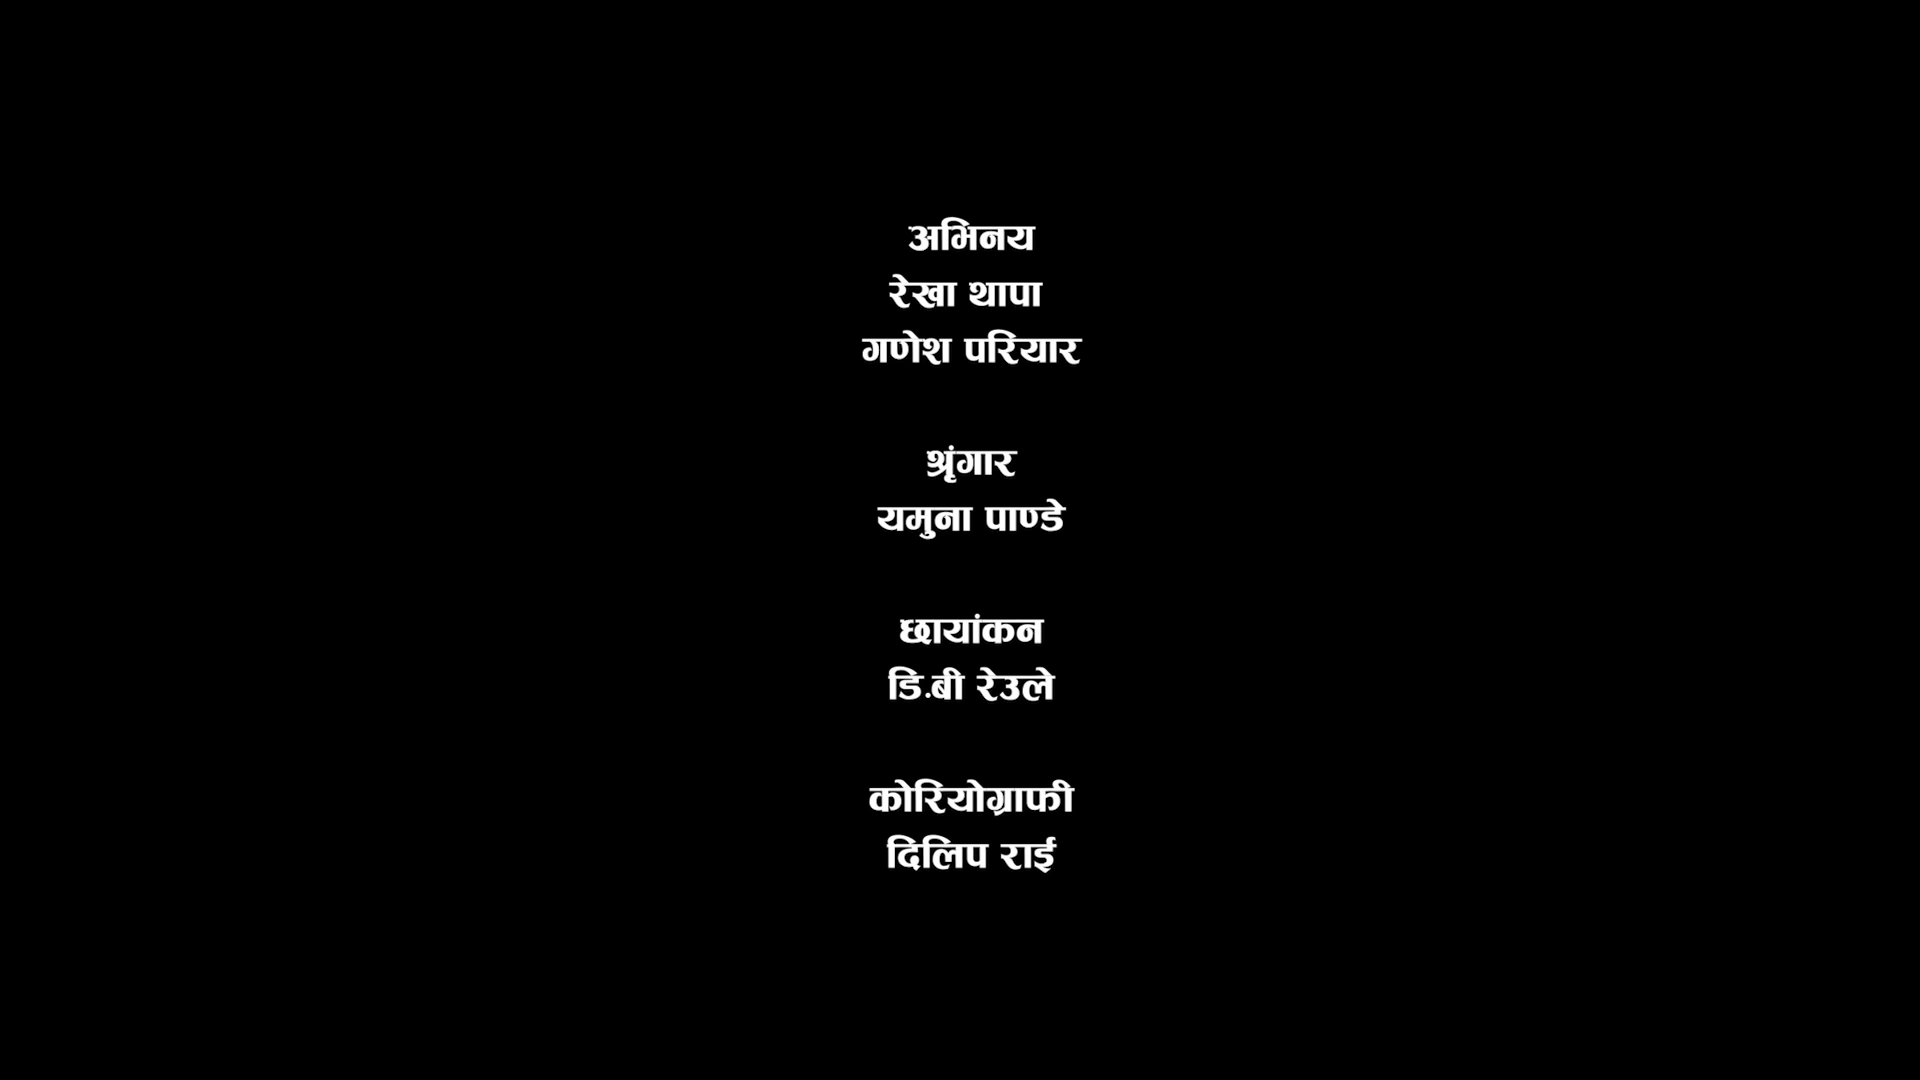 अभिनय
रेखा थापा
गणेश परियार
श्रृंगार
यमुना पाण्डे
छायांकन
डि.बी रेउले
कोरियोग्राफी
दिलिप राई